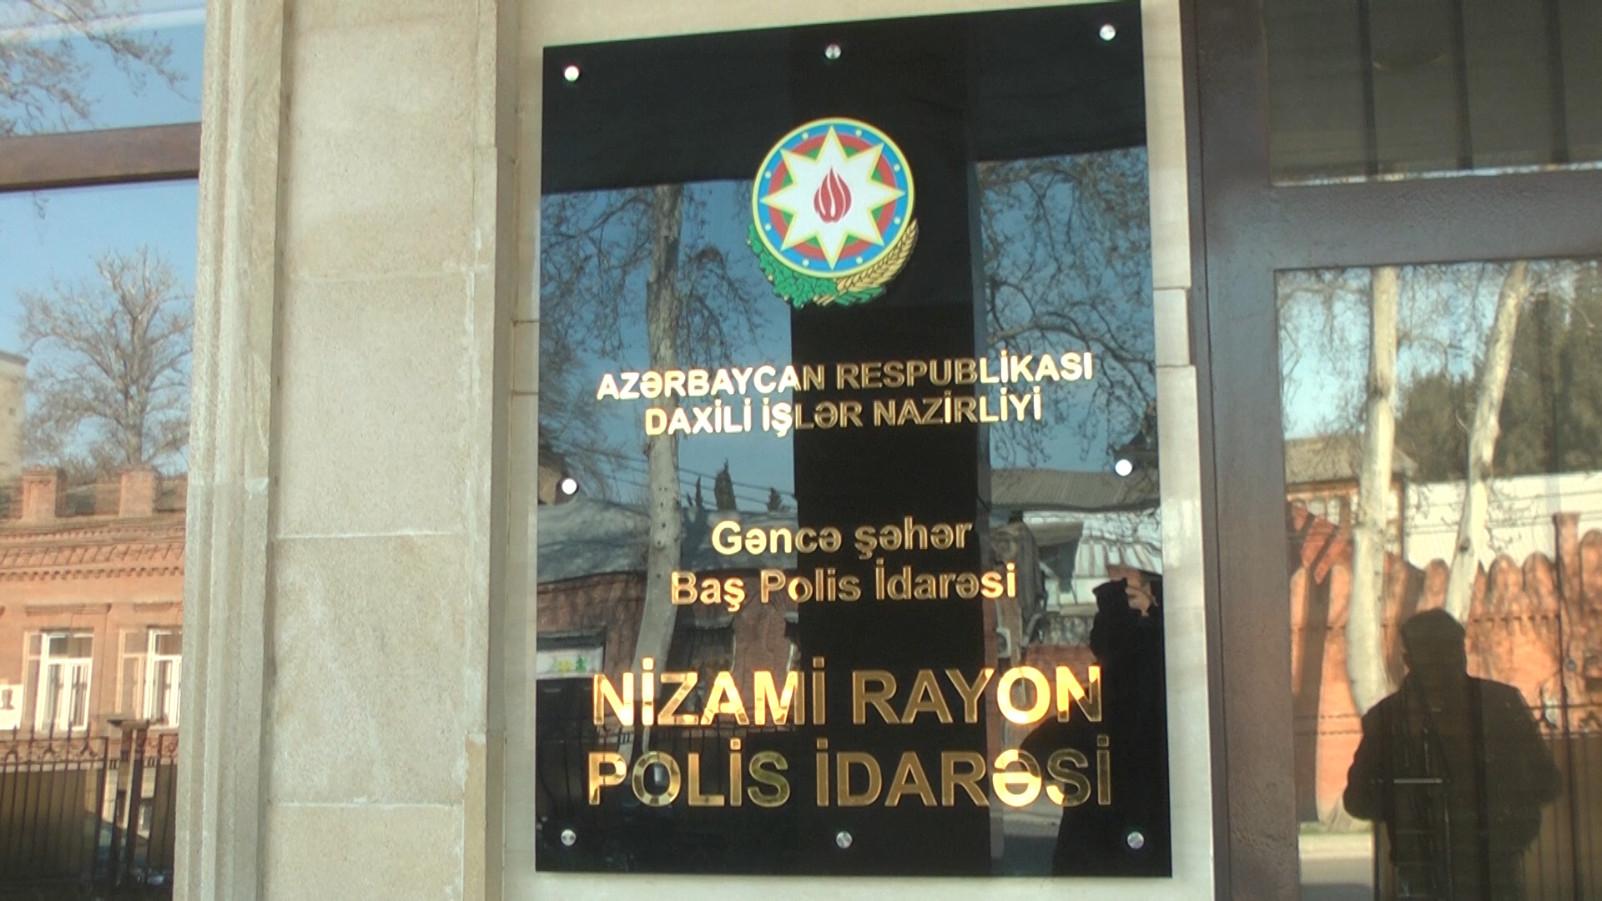 AZƏRBAYCAN RESPUBLİKASI
DAXİLİ İŞLƏR NAZİRLİYİ
Gəncə şəhər
Baş Polis İdarəsi
NİZAMİ RAYON
POLİS İDARƏSİ